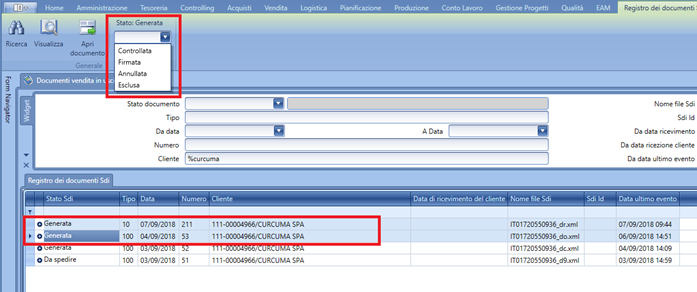 Home Amministrazione Tesoreria Controlling Acquisti Vendita Logistica Pianificazione Produzione Conto Lavoro Gestione Progetti Qualità EAM Registro dei documenti Sdi
Stato: Generata
Ricerca Visualizza Apri documento
Generale
Controllata
Firmata
Annullata
Esclusa
Form Navigator
Documenti vendita in
Widget
Stato documento Nome file Sdi
Tipo Sdi Id
Da data A Data Da data ricevimento
Numero Da data ricezione cliente
Cliente %curcuma Da data ultimo evento
Registro dei documenti Sdi
Stato Sdi Tipo Data Numero Cliente Data di ricevimento del cliente Nome file Sdi Sdi Id Data ultimo evento
Generata 10 07/09/2018 211 111-00004966/CURCUMA SPA IT01720550936_dr.xml 07/09/2018 09:44
Generata 100 04/09/2018 53 111-00004966/CURCUMA SPA IT01720550936_do.xml 06/09/2018 14:51
Generata 100 03/09/2018 52 111-00004966/CURCUMA SPA IT01720550936_dc.xml 04/09/2018 14:09
Da spedire 100 03/09/2018 51 111-00004966/CURCUMA SPA IT01720550936_d9.xml 03/09/2018 14:59